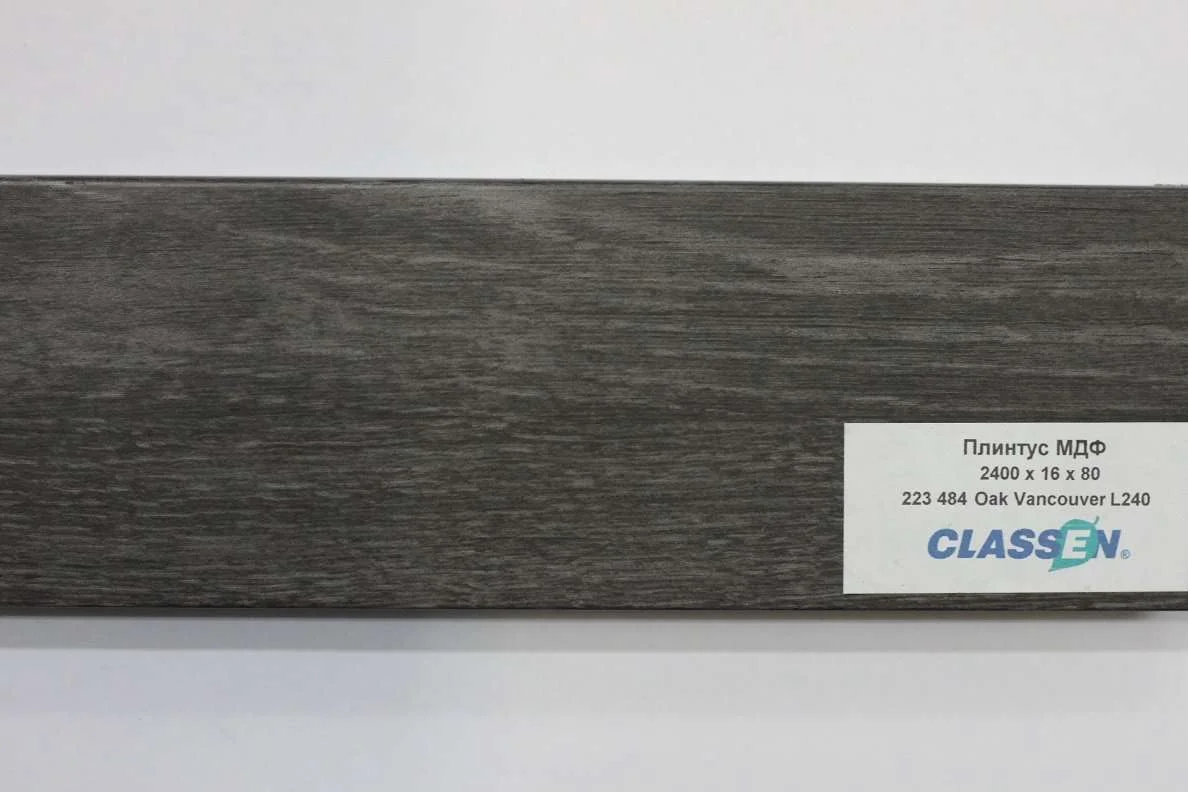 Плинтус МДФ
2400 x 16 x 80
223 484 Oak Vancouver L240
CLASSEN®